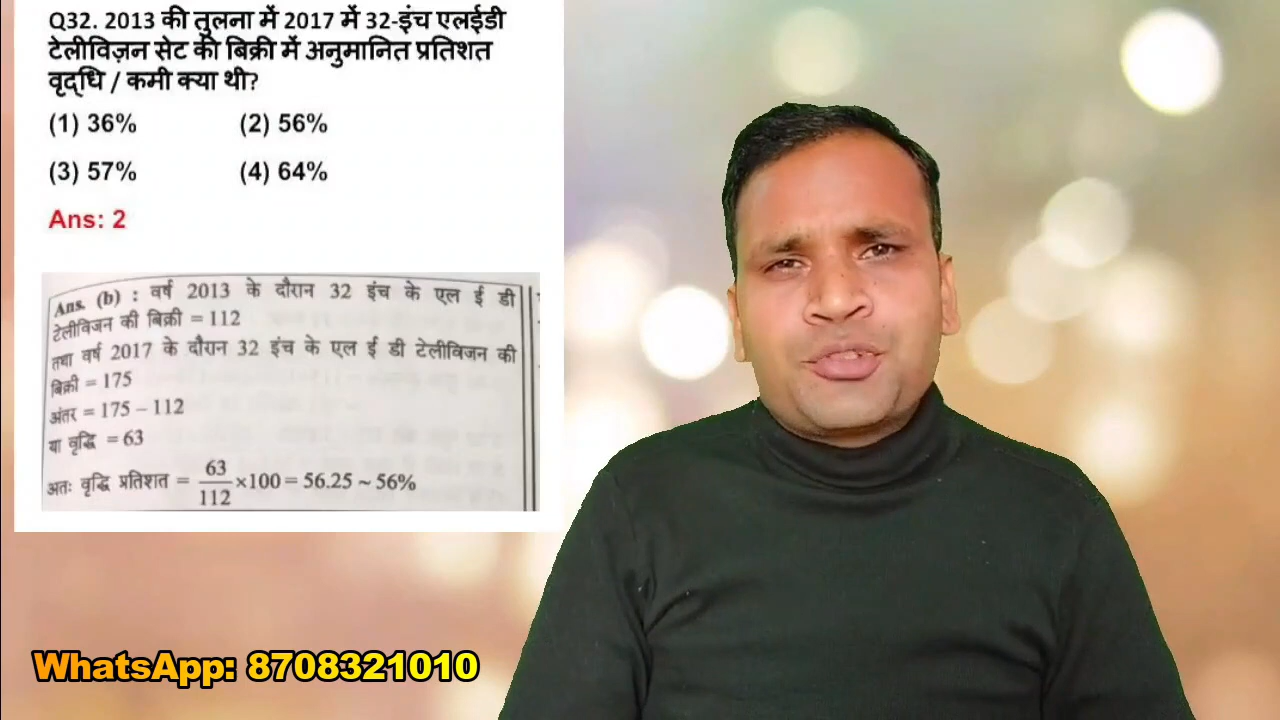 Q32. 2013 की तुलना में 2017 में 32-इंच एलईडी
टेलीविज़न सेट की बिक्री में अनुमानित प्रतिशत
वृद्धि / कमी क्या थी?
(1) 36% (2) 56%
(3) 57% (4) 64%
Ans: 2
Ans. (b) : वर्ष 2013 के दौरान 32 इंच के एल ई डी
टेलीविजन की बिक्री = 112
तथा वर्ष 2017 के दौरान 32 इंच के एल ई डी टेलीविजन की
बिक्री = 175
अंतर = 175 – 112
या वृद्धि = 63
अतः वृद्धि प्रतिशत = 63/112 ×100 = 56.25 ~ 56%
WhatsApp: 8708321010